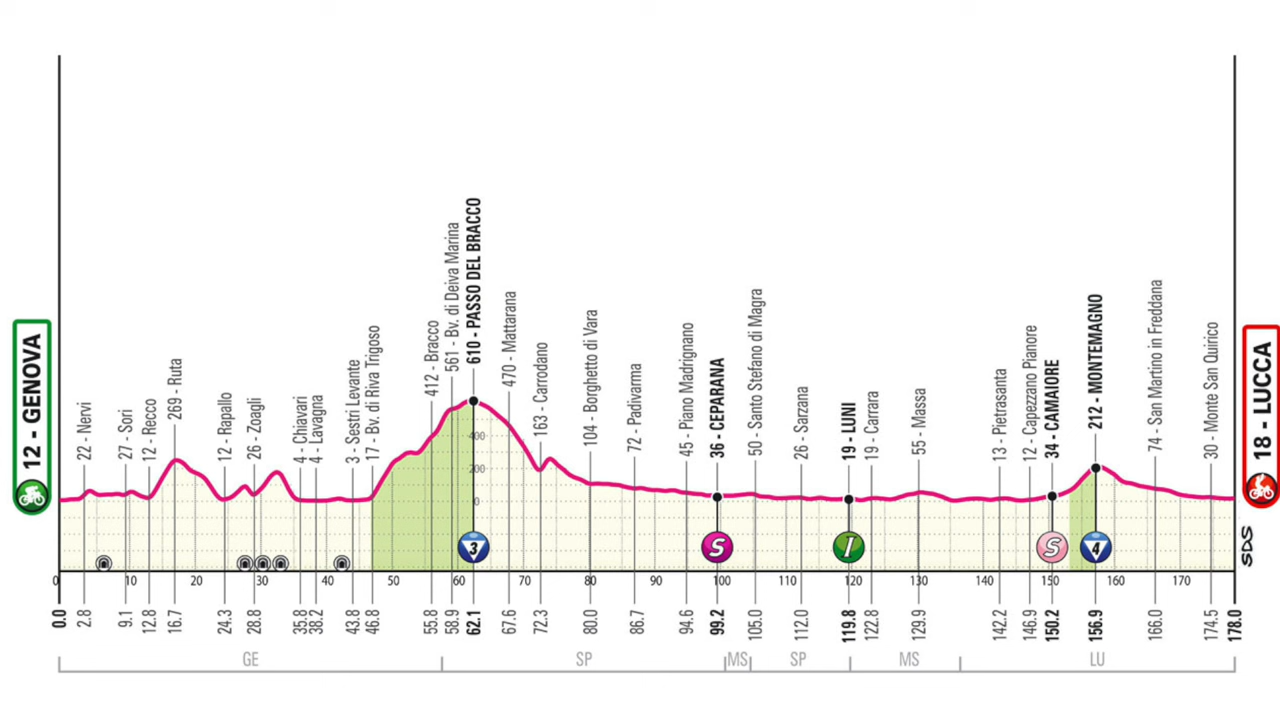 12 - GENOVA
22 - Nervi
27 - Sori
12 - Recco
269 - Ruta
12 - Rapallo
26 - Zoagli
4 - Chiavari
4 - Lavagna
3 - Sestri Levante
17 - Bv. di Riva Trigoso
412 - Bracco
561 - Bv. di Deiva Marina
610 - PASSO DEL BRACCO
470 - Mattarana
163 - Carrodano
104 - Borghetto di Vara
72 - Padivarma
45 - Piano Madrignano
36 - CEPARANA
50 - Santo Stefano di Magra
26 - Sarzana
19 - LUNI
19 - Carrara
55 - Massa
13 - Pietrasanta
12 - Capezzano Pianore
34 - CAMAIORE
212 - MONTEMAGNO
74 - San Martino in Freddana
30 - Monte San Quirico
18 - LUCCA
400
200
0
3
S
I
S
4
SDS
0 10 20 30 40 50 60 70 80 90 100 110 120 130 140 150 160 170
0.0 2.8 9.1 12.8 16.7 24.3 28.8 35.8 38.2 43.8 46.8 55.8 58.9 62.1 67.6 72.3 80.0 86.7 94.6 99.2 105.0 112.0 119.8 122.8 129.9 142.2 146.9 150.2 156.9 166.0 174.5 178.0
GE SP MS SP MS LU